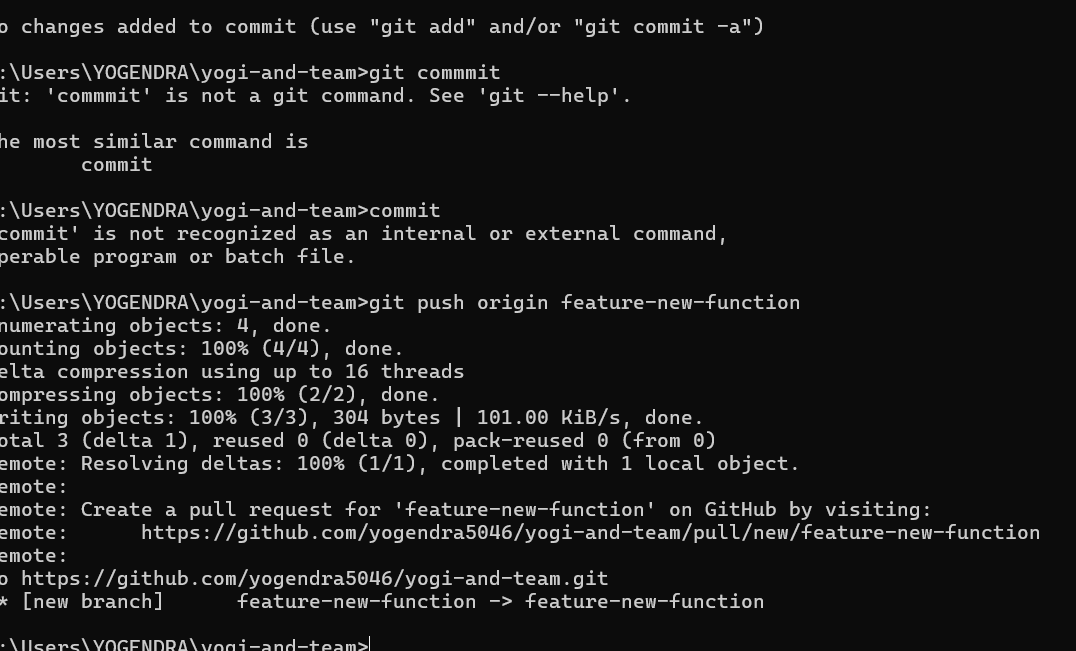 o changes added to commit (use "git add" and/or "git commit -a")
:\Users\YOGENDRA\yogi-and-team>git commmit
it: 'commmit' is not a git command. See 'git --help'.
he most similar command is
commit
:\Users\YOGENDRA\yogi-and-team>commit
commit' is not recognized as an internal or external command,
perable program or batch file.
:\Users\YOGENDRA\yogi-and-team>git push origin feature-new-function
numerating objects: 4, done.
ounting objects: 100% (4/4), done.
elta compression using up to 16 threads
ompressing objects: 100% (2/2), done.
riting objects: 100% (3/3), 304 bytes | 101.00 KiB/s, done.
otal 3 (delta 1), reused 0 (delta 0), pack-reused 0 (from 0)
emote: Resolving deltas: 100% (1/1), completed with 1 local object.
emote:
emote: Create a pull request for 'feature-new-function' on GitHub by visiting:
emote:      https://github.com/yogendra5046/yogi-and-team/pull/new/feature-new-function
emote:
o https://github.com/yogendra5046/yogi-and-team.git
* [new branch]      feature-new-function -> feature-new-function
:\Users\YOGENDRA\yogi-and-team>